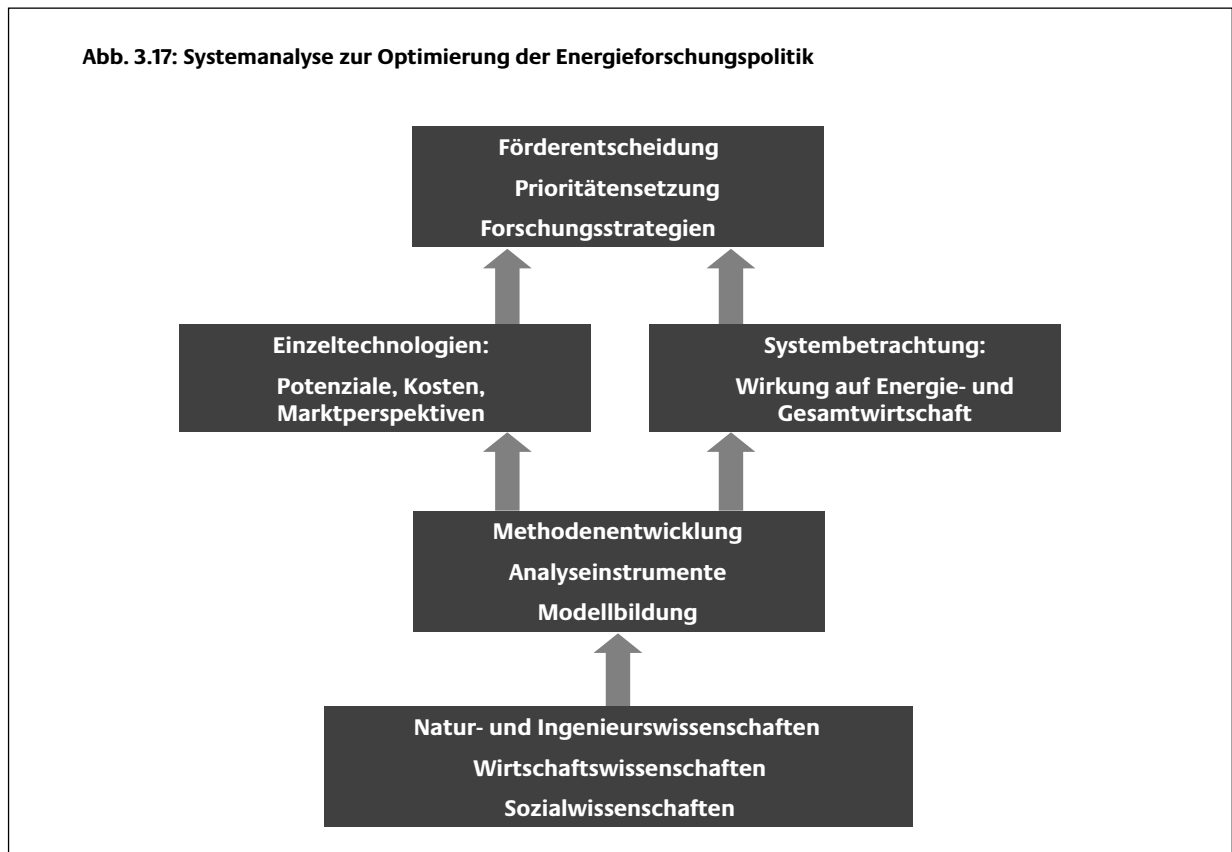 Abb. 3.17: Systemanalyse zur Optimierung der Energieforschungspolitik
Förderentscheidung
Prioritätensetzung
Forschungsstrategien
Einzeltechnologien:
Potenziale, Kosten,
Marktperspektiven
Systembetrachtung:
Wirkung auf Energie- und
Gesamtwirtschaft
Methodenentwicklung
Analyseinstrumente
Modellbildung
Natur- und Ingenieurswissenschaften
Wirtschaftswissenschaften
Sozialwissenschaften